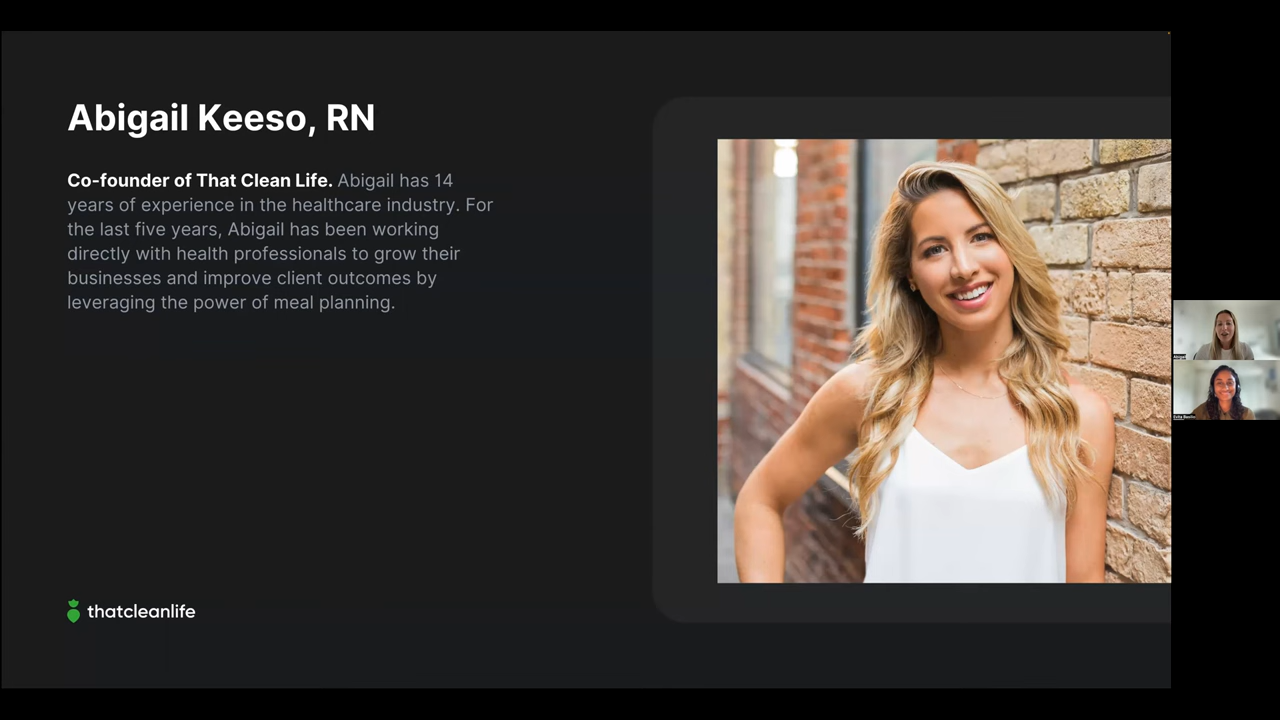 Abigail Keeso, RN
Co-founder of That Clean Life. Abigail has 14
years of experience in the healthcare industry. For
the last five years, Abigail has been working
directly with health professionals to grow their
businesses and improve client outcomes by
leveraging the power of meal planning.
thatcleanlife
Abigail